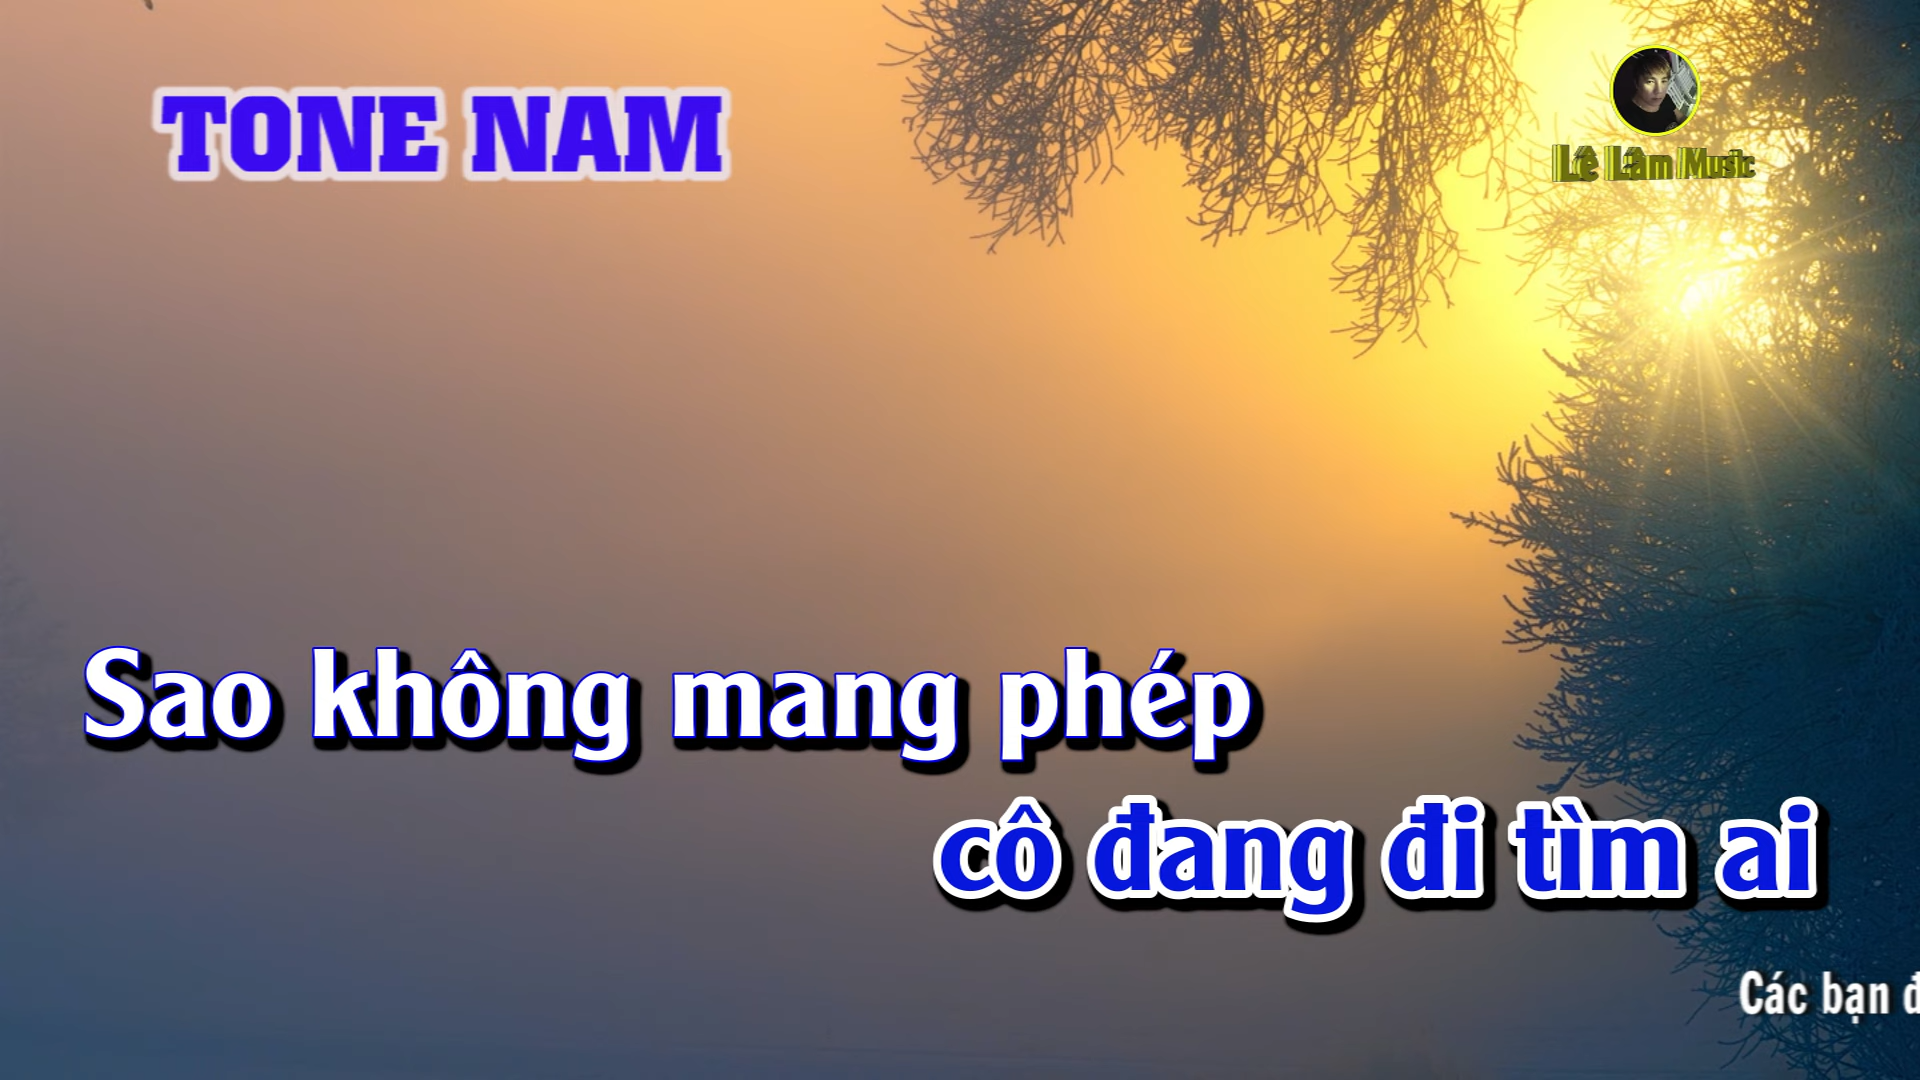 TONE NAM
Lê Lâm Music
Sao không mang phép
cô đang đi tìm ai
Các bạn